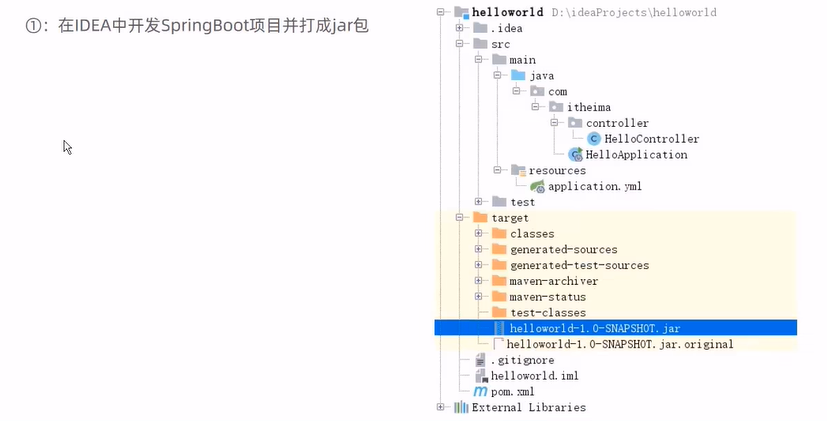 ①：在IDEA中开发SpringBoot项目并打成jar包
helloworld D:\ideaProjects\helloworld
.idea
src
main
java
com
itheima
controller
HelloController
HelloApplication
resources
application.yml
test
target
classes
generated-sources
generated-test-sources
maven-archiver
maven-status
test-classes
helloworld-1.0-SNAPSHOT.jar
helloworld-1.0-SNAPSHOT.jar.original
.gitignore
helloworld.iml
pom.xml
External Libraries